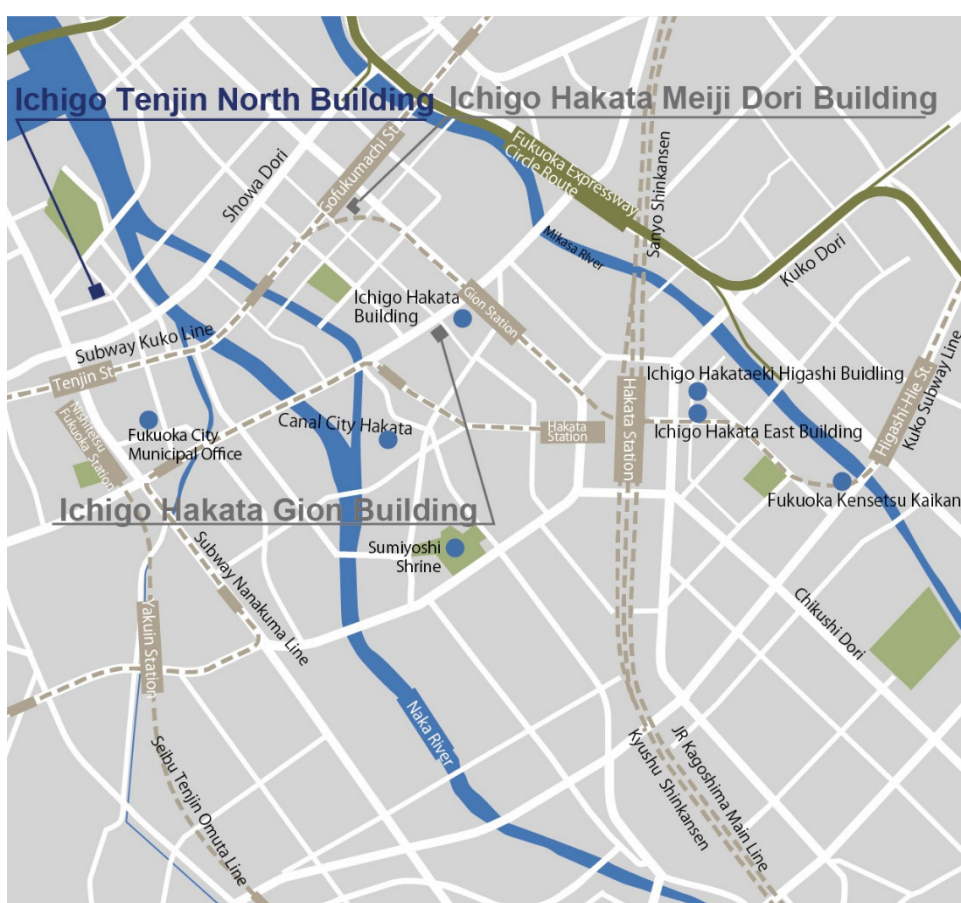 Ichigo Tenjin North Building
Ichigo Hakata Meiji Dori Building
Fukuoka Expressway
Circle Route
Gofukumachi St.
Showa Dori
Sanyo Shinkansen
Mikasa River
Kuko Dori
Ichigo Hakata
Building
Gion Station
Subway Kuko Line
Tenjin St.
Kuko Subway Line
Higashi-Hie St.
Ichigo Hakataeki Higashi Buidling
Hakata Station
Nishitetsu
Fukuoka Station
Fukuoka City
Municipal Office
Canal City Hakata
Hakata
Station
Ichigo Hakata East Building
Fukuoka Kensetsu Kaikan
Ichigo Hakata Gion Building
Sumiyoshi
Shrine
Subway Nanakuma Line
Yakuin Station
Chikushi Dori
Naka River
Seibu Tenjin Omuta Line
Kyushu Shinkansen
JR Kagoshima Main Line